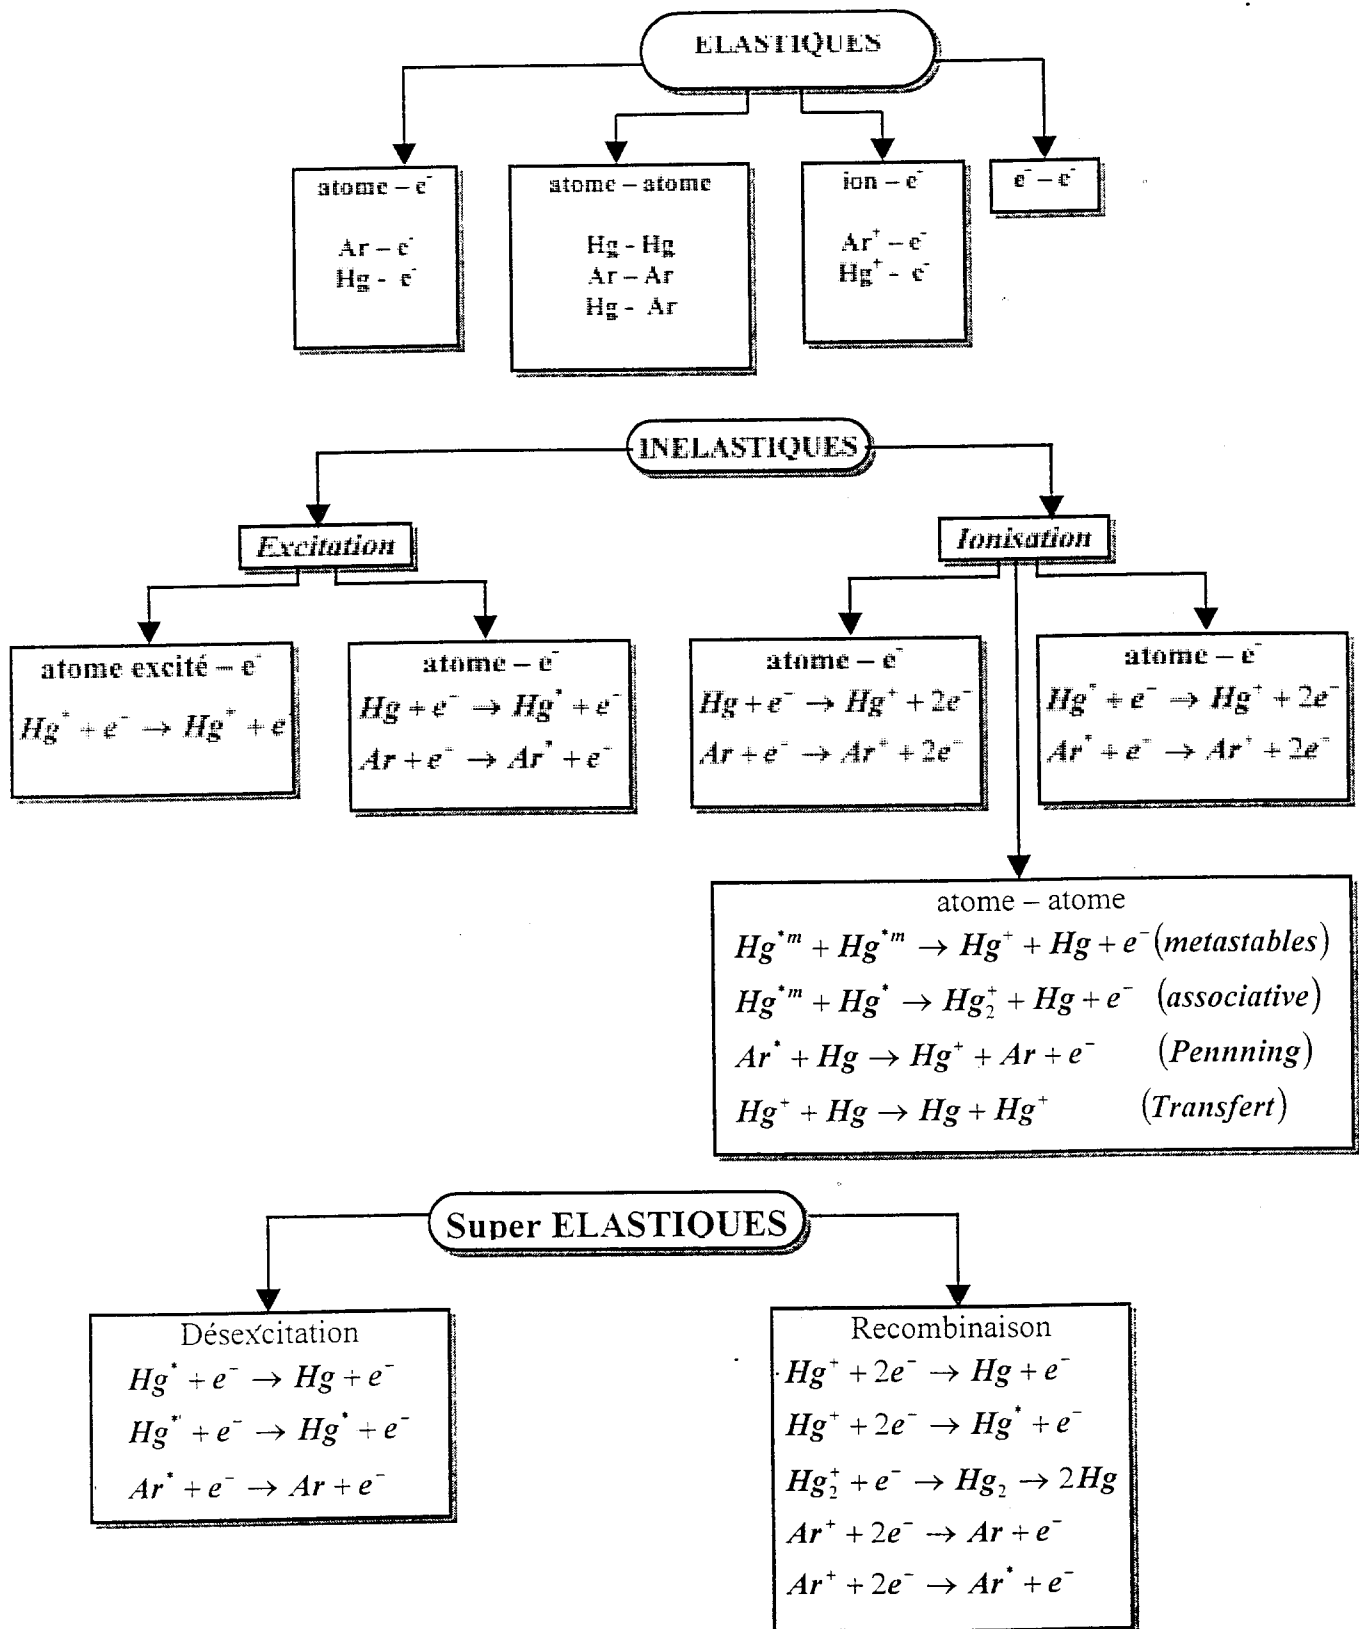 ELASTIQUES
atome – e⁻
Ar – e⁻
Hg - e⁻
atome – atome
Hg - Hg
Ar – Ar
Hg - Ar
ion – e⁻
Ar⁺ – e⁻
Hg⁺ - e⁻
e⁻ – e⁻
INELASTIQUES
Excitation
Ionisation
atome excité – e⁻
Hg* + e⁻ → Hg* + e
atome – e⁻
Hg + e⁻ → Hg* + e⁻
Ar + e⁻ → Ar* + e⁻
atome – e⁻
Hg + e⁻ → Hg⁺ + 2e⁻
Ar + e⁻ → Ar⁺ + 2e⁻
atome – e⁻
Hg* + e⁻ → Hg⁺ + 2e⁻
Ar* + e⁻ → Ar⁺ + 2e⁻
atome – atome
Hg*ᵐ + Hg*ᵐ → Hg⁺ + Hg + e⁻ (metastables)
Hg*ᵐ + Hg* → Hg₂⁺ + Hg + e⁻ (associative)
Ar* + Hg → Hg⁺ + Ar + e⁻ (Pennning)
Hg⁺ + Hg → Hg + Hg⁺ (Transfert)
Super ELASTIQUES
Désexcitation
Hg* + e⁻ → Hg + e⁻
Hg*' + e⁻ → Hg* + e⁻
Ar* + e⁻ → Ar + e⁻
Recombinaison
Hg⁺ + 2e⁻ → Hg + e⁻
Hg⁺ + 2e⁻ → Hg* + e⁻
Hg₂⁺ + e⁻ → Hg₂ → 2Hg
Ar⁺ + 2e⁻ → Ar + e⁻
Ar⁺ + 2e⁻ → Ar* + e⁻